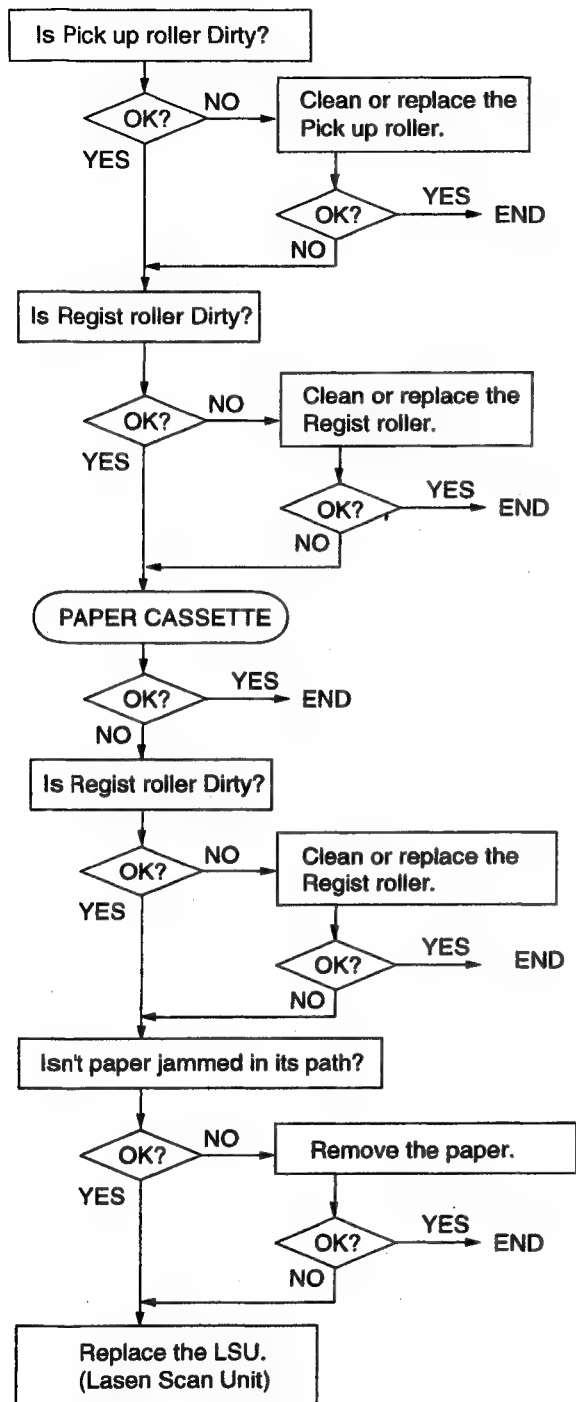 Is Pick up roller Dirty?
OK?
NO
YES
Clean or replace the
Pick up roller.
OK?
YES
END
NO
Is Regist roller Dirty?
OK?
NO
YES
Clean or replace the
Regist roller.
OK?
YES
END
NO
PAPER CASSETTE
OK?
YES
END
NO
Is Regist roller Dirty?
OK?
NO
YES
Clean or replace the
Regist roller.
OK?
YES
END
NO
Isn't paper jammed in its path?
OK?
NO
YES
Remove the paper.
OK?
YES
END
NO
Replace the LSU.
(Lasen Scan Unit)